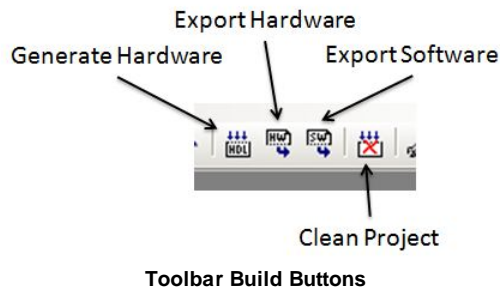 Export Hardware
Generate Hardware
Export Software
HDL
HW
SW
Clean Project
Toolbar Build Buttons